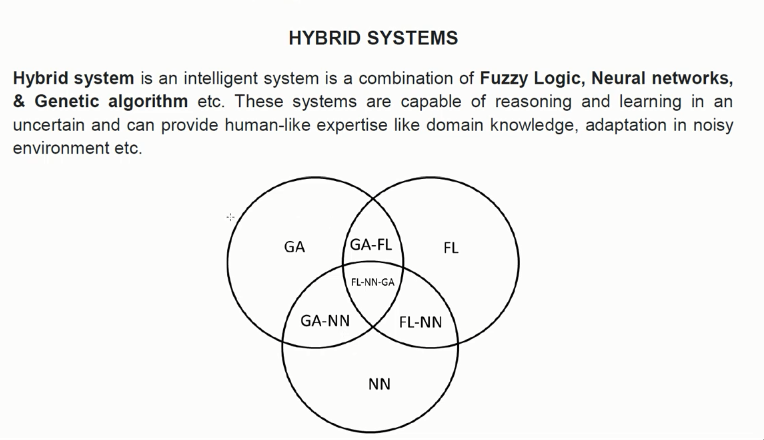 HYBRID SYSTEMS
Hybrid system is an intelligent system is a combination of Fuzzy Logic, Neural networks,
& Genetic algorithm etc. These systems are capable of reasoning and learning in an
uncertain and can provide human-like expertise like domain knowledge, adaptation in noisy
environment etc.
GA
GA-FL
FL
FL-NN-GA
GA-NN
FL-NN
NN